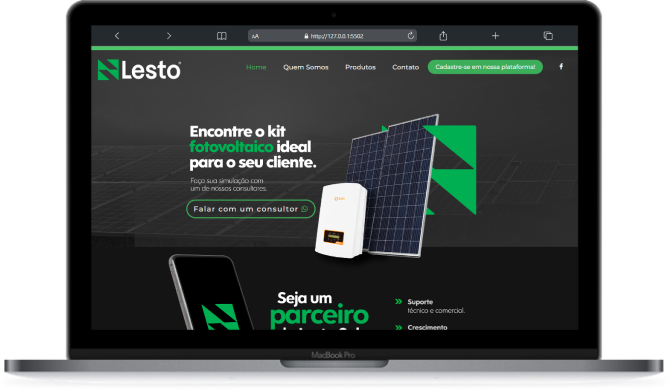 AA
http://127.0.0.1:5502
Lesto
Home
Quem Somos
Produtos
Contato
Cadastre-se em nossa plataforma!
f
Encontre o kit
fotovoltaico ideal
para o seu cliente.
Faça sua simulação com
um de nossos consultores.
Falar com um consultor
Seja um
parceiro
Suporte
técnico e comercial.
Crescimento
MacBook Pro